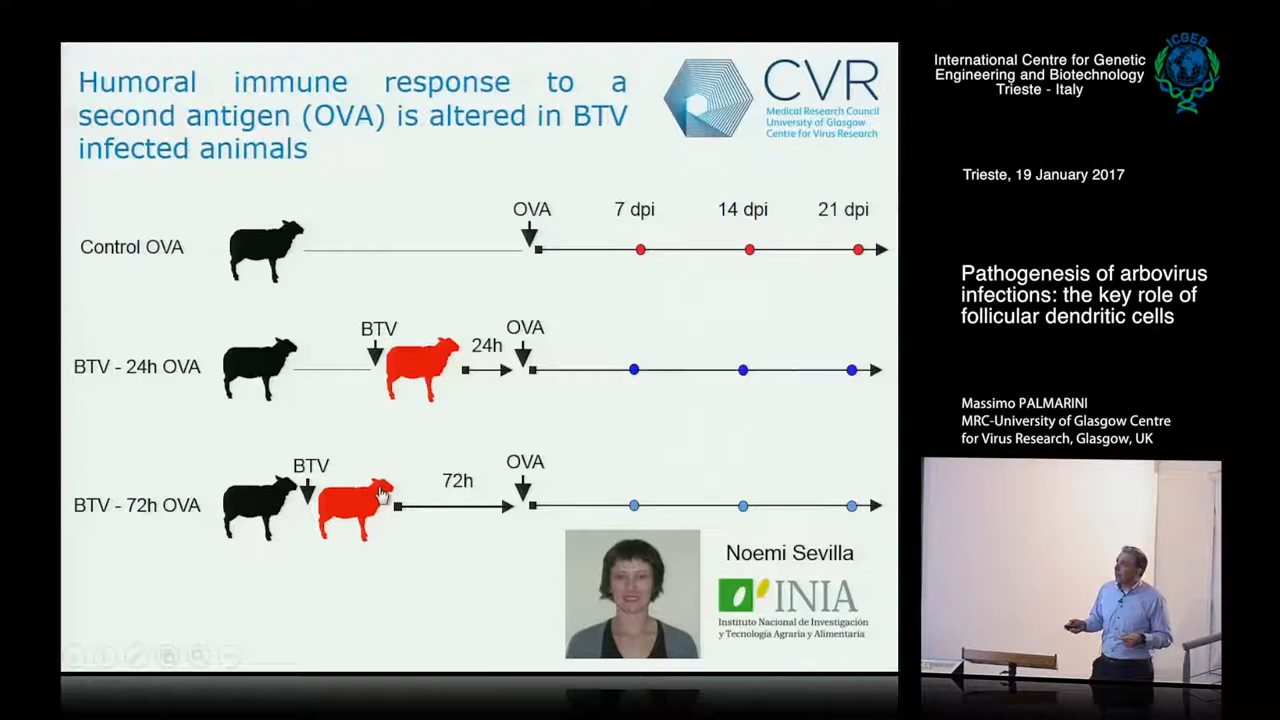 Humoral immune response to a
second antigen (OVA) is altered in BTV
infected animals
CVR
Medical Research Council
University of Glasgow
Centre for Virus Research
OVA 7 dpi 14 dpi 21 dpi
Control OVA
BTV 24h OVA
BTV - 24h OVA
BTV 72h OVA
BTV - 72h OVA
Noemi Sevilla
INIA
Instituto Nacional de Investigación
y Tecnología Agraria y Alimentaria
International Centre for Genetic
Engineering and Biotechnology
Trieste - Italy
ICGEB
Trieste, 19 January 2017
Pathogenesis of arbovirus
infections: the key role of
follicular dendritic cells
Massimo PALMARINI
MRC-University of Glasgow Centre
for Virus Research, Glasgow, UK